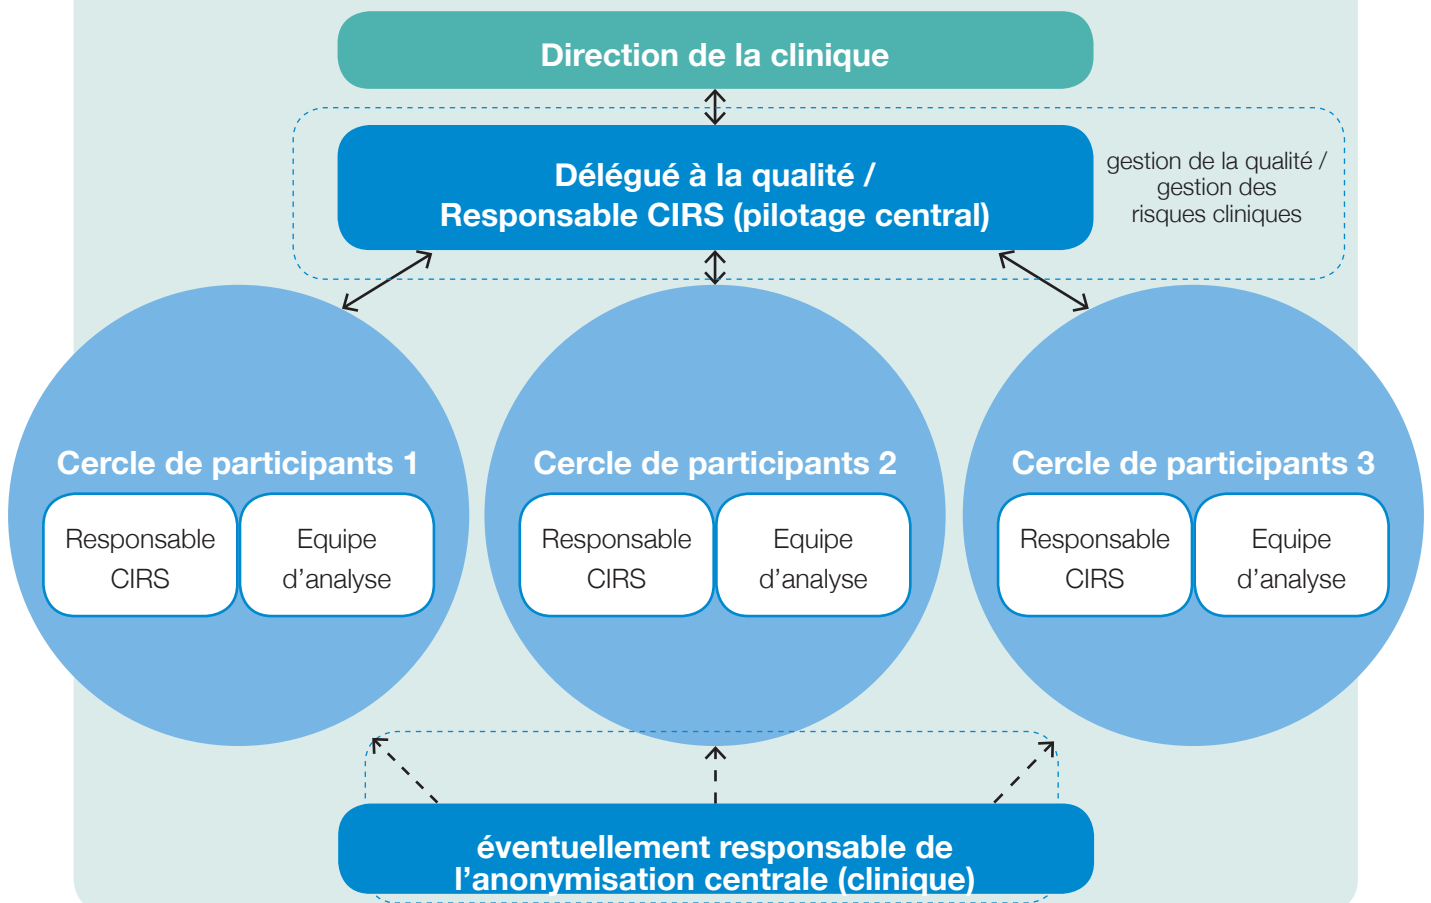 Direction de la clinique
Délégué à la qualité /
Responsable CIRS (pilotage central)
gestion de la qualité /
gestion des
risques cliniques
Cercle de participants 1
Responsable
CIRS
Equipe
d’analyse
Cercle de participants 2
Responsable
CIRS
Equipe
d’analyse
Cercle de participants 3
Responsable
CIRS
Equipe
d’analyse
éventuellement responsable de
l’anonymisation centrale (clinique)